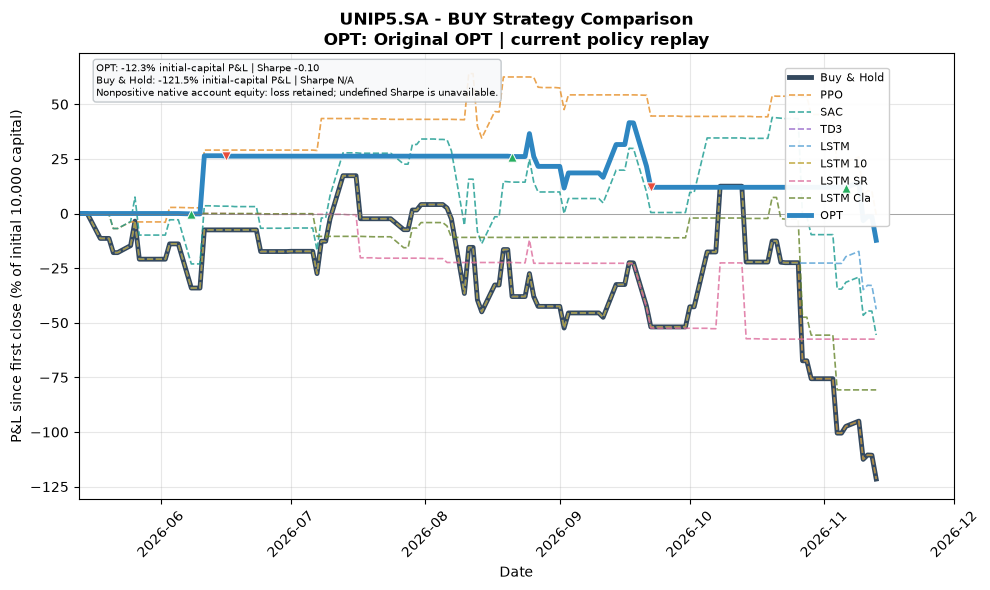 UNIP5.SA - BUY Strategy Comparison
OPT: Original OPT | current policy replay
OPT: -12.3% initial-capital P&L | Sharpe -0.10
Buy & Hold: -121.5% initial-capital P&L | Sharpe N/A
Nonpositive native account equity: loss retained; undefined Sharpe is unavailable.
Buy & Hold
PPO
SAC
TD3
LSTM
LSTM 10
LSTM SR
LSTM Cla
OPT
P&L since first close (% of initial 10,000 capital)
50
25
0
−25
−50
−75
−100
−125
2026-06
2026-07
2026-08
2026-09
2026-10
2026-11
2026-12
Date